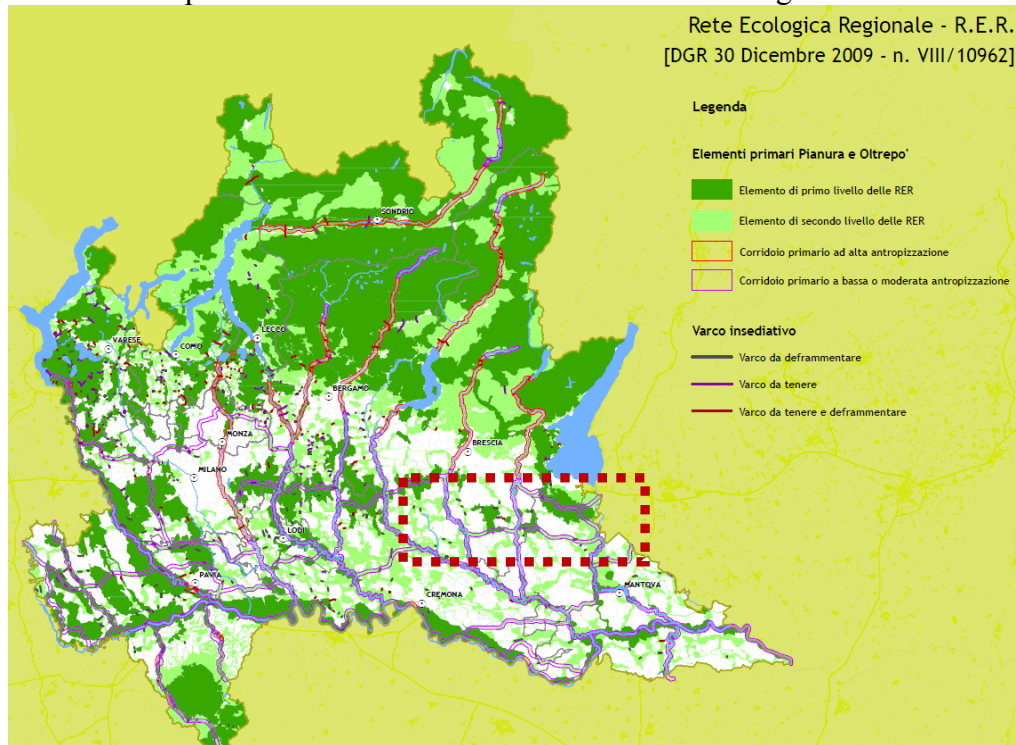 Rete Ecologica Regionale - R.E.R.
[DGR 30 Dicembre 2009 - n. VIII/10962]
Legenda
Elementi primari Pianura e Oltrepo'
Elemento di primo livello delle RER
Elemento di secondo livello delle RER
Corridoio primario ad alta antropizzazione
Corridoio primario a bassa o moderata antropizzazione
Varco insediativo
Varco da deframmentare
Varco da tenere
Varco da tenere e deframmentare
SONDRIO
LECCO
VARESE
COMO
BERGAMO
MONZA
BRESCIA
MILANO
LODI
PAVIA
MANTOVA
CREMONA